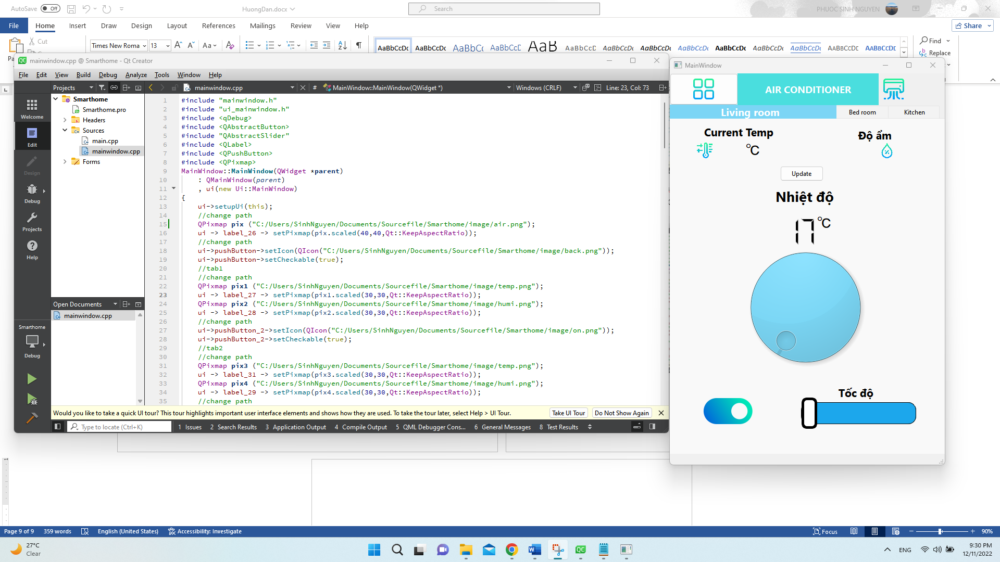 AutoSave Off HuongDan.docx Search PHUOC SINH NGUYEN
File Home Insert Draw Design Layout References Mailings Review View Help Share
Cut Times New Roma 13 Aa AaBbCcDc AaBbCcDc AaBbCc AaBbCcD AaB AaBbCcD AaBbCcDc AaBbCcDc AaBbCcDc AaBbCcDc AaBbCcDc AaBbCcDc AABBCCDD AABBCCDD Find
Replace
mainwindow.cpp @ Smarthome - Qt Creator
File Edit View Build Debug Analyze Tools Window Help
Projects mainwindow.cpp # MainWindow::MainWindow(QWidget *) Windows (CRLF) Line: 23, Col: 73
Welcome
Edit
Design
Debug
Projects
Help
Smarthome
Debug
Smarthome
Smarthome.pro
Headers
Sources
main.cpp
mainwindow.cpp
Forms
Open Documents
mainwindow.cpp
1 #include "mainwindow.h"
2 #include "ui_mainwindow.h"
3 #include <qDebug>
4 #include <QAbstractButton>
5 #include "QAbstractSlider"
6 #include <QLabel>
7 #include <QPushButton>
8 #include <QPixmap>
9 MainWindow::MainWindow(QWidget *parent)
10 : QMainWindow(parent)
11 , ui(new Ui::MainWindow)
12 {
13 ui->setupUi(this);
14 //change path
15 QPixmap pix ("C:/Users/SinhNguyen/Documents/Sourcefile/Smarthome/image/air.png");
16 ui -> label_26 -> setPixmap(pix.scaled(40,40,Qt::KeepAspectRatio));
17 //change path
18 ui->pushButton->setIcon(QIcon("C:/Users/SinhNguyen/Documents/Sourcefile/Smarthome/image/back.png"));
19 ui->pushButton->setCheckable(true);
20 //tab1
21 //change path
22 QPixmap pix1 ("C:/Users/SinhNguyen/Documents/Sourcefile/Smarthome/image/temp.png");
23 ui -> label_27 -> setPixmap(pix1.scaled(30,30,Qt::KeepAspectRatio));
24 QPixmap pix2 ("C:/Users/SinhNguyen/Documents/Sourcefile/Smarthome/image/humi.png");
25 ui -> label_28 -> setPixmap(pix2.scaled(30,30,Qt::KeepAspectRatio));
26 //change path
27 ui->pushButton_2->setIcon(QIcon("C:/Users/SinhNguyen/Documents/Sourcefile/Smarthome/image/on.png"));
28 ui->pushButton_2->setCheckable(true);
29 //tab2
30 //change path
31 QPixmap pix3 ("C:/Users/SinhNguyen/Documents/Sourcefile/Smarthome/image/temp.png");
32 ui -> label_31 -> setPixmap(pix3.scaled(30,30,Qt::KeepAspectRatio));
33 QPixmap pix4 ("C:/Users/SinhNguyen/Documents/Sourcefile/Smarthome/image/humi.png");
34 ui -> label_29 -> setPixmap(pix4.scaled(30,30,Qt::KeepAspectRatio));
35 //change path
Would you like to take a quick UI tour? This tour highlights important user interface elements and shows how they are used. To take the tour later, select Help > UI Tour. Take UI Tour Do Not Show Again
Type to locate (Ctrl+K) 1 Issues 2 Search Results 3 Application Output 4 Compile Output 5 QML Debugger Cons... 6 General Messages 8 Test Results
MainWindow
AIR CONDITIONER
Living room Bed room Kitchen
Current Temp Độ ẩm
°C
Update
Nhiệt độ
17 °C
Tốc độ
Page 9 of 9 359 words English (United States) Accessibility: Investigate Focus 90%
27°C
Clear
ENG
9:30 PM
12/11/2022